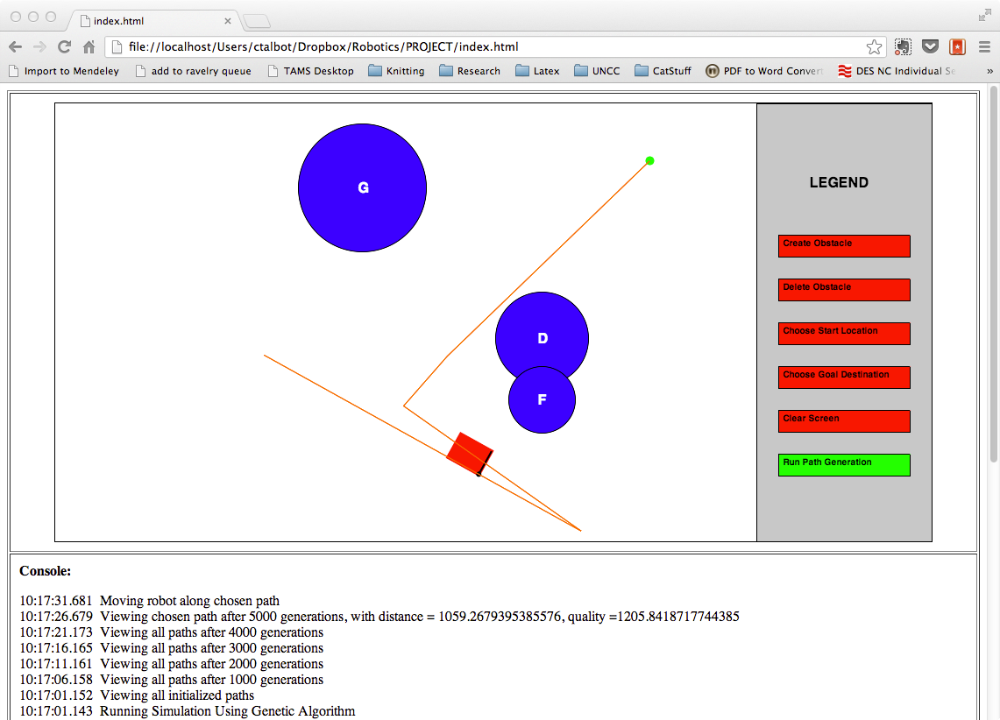 index.html
file://localhost/Users/ctalbot/Dropbox/Robotics/PROJECT/index.html
Import to Mendeley add to ravelry queue TAMS Desktop Knitting Research Latex UNCC CatStuff PDF to Word Convert DES NC Individual Se »
G
LEGEND
Create Obstacle
Delete Obstacle
D
Choose Start Location
Choose Goal Destination
F
Clear Screen
Run Path Generation
Console:
10:17:31.681 Moving robot along chosen path
10:17:26.679 Viewing chosen path after 5000 generations, with distance = 1059.2679395385576, quality =1205.8418717744385
10:17:21.173 Viewing all paths after 4000 generations
10:17:16.165 Viewing all paths after 3000 generations
10:17:11.161 Viewing all paths after 2000 generations
10:17:06.158 Viewing all paths after 1000 generations
10:17:01.152 Viewing all initialized paths
10:17:01.143 Running Simulation Using Genetic Algorithm